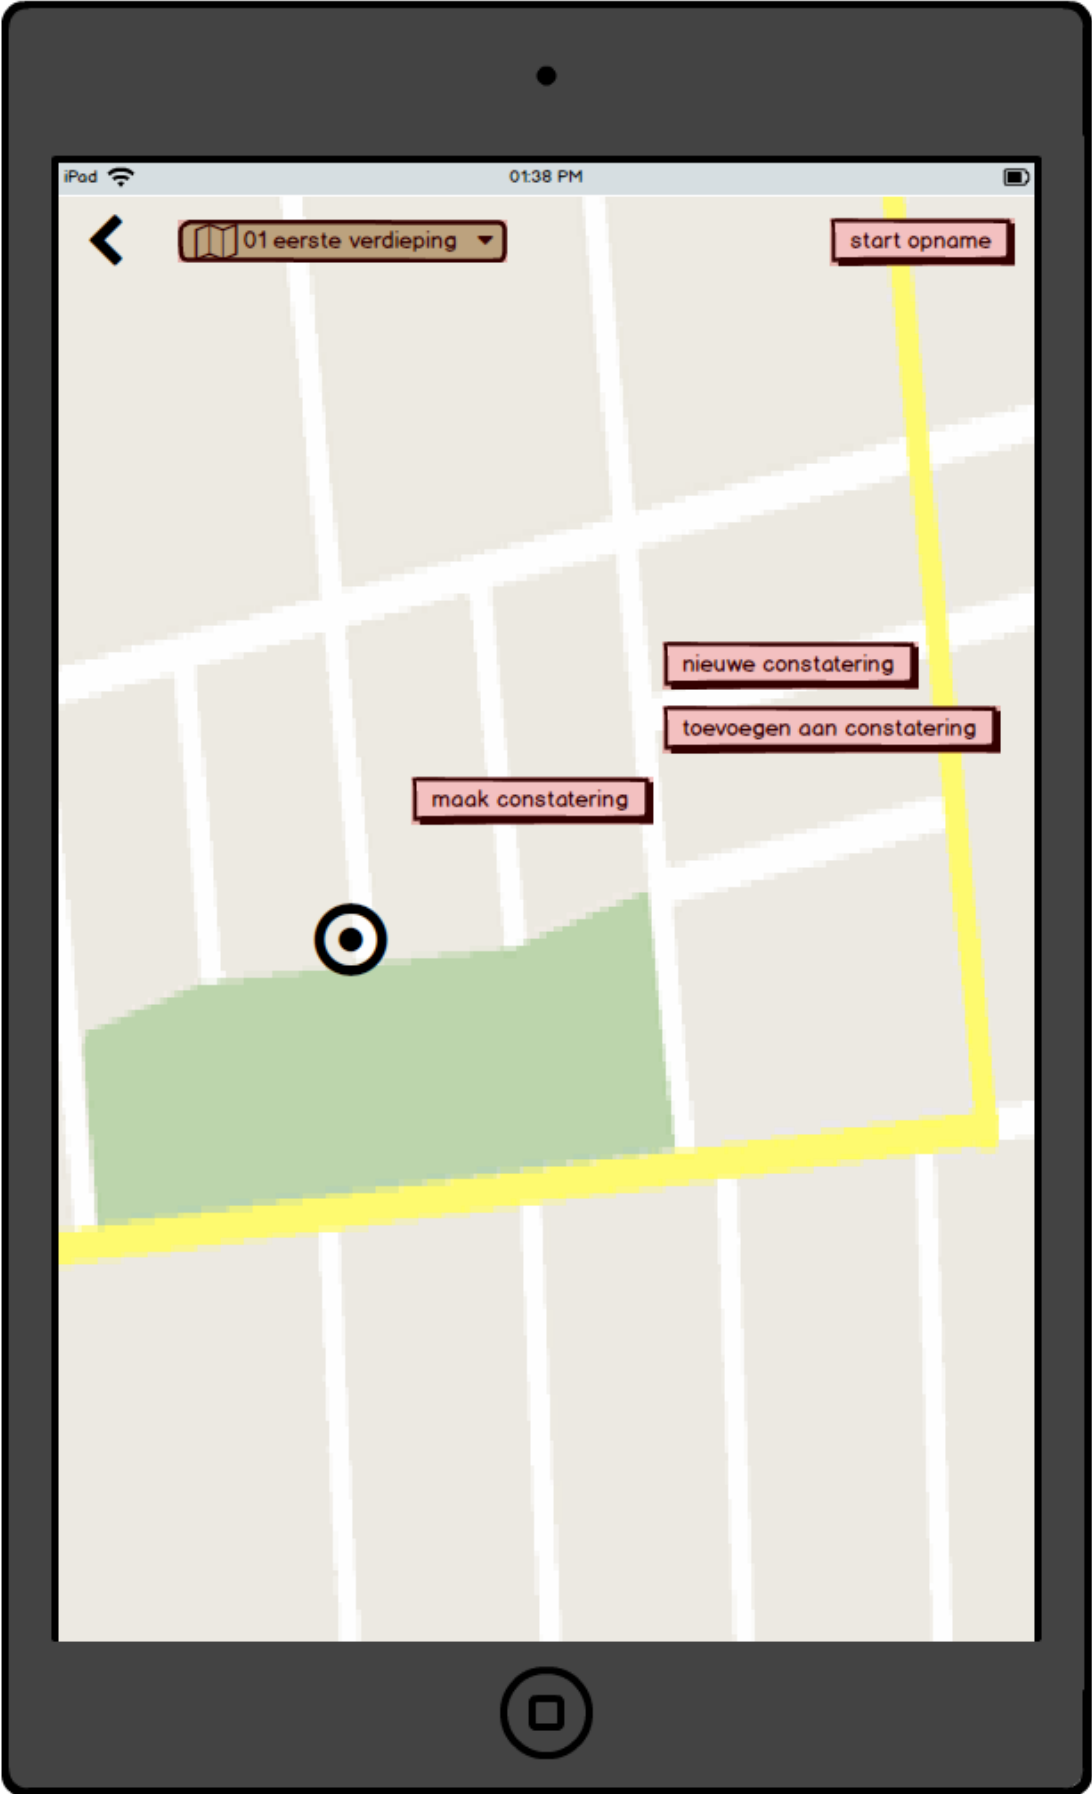 iPad
01:38 PM
01 eerste verdieping
start opname
nieuwe constatering
toevoegen aan constatering
maak constatering